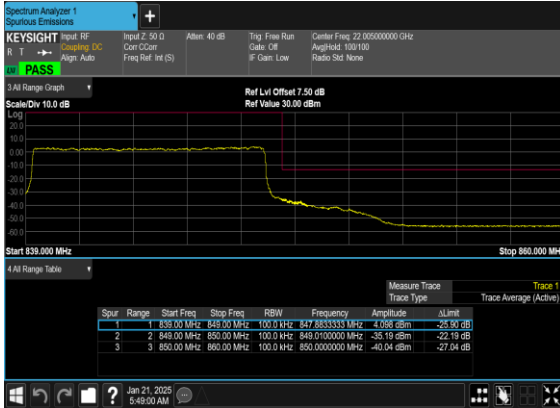 Spectrum Analyzer 1
Spurious Emissions
+
KEYSIGHT Input: RF Input Z: 50 Ω Atten: 40 dB Trig: Free Run Center Freq: 22.005000000 GHz
R T Coupling: DC Corr CCorr Gate: Off Avg|Hold: 100/100
Align: Auto Freq Ref: Int (S) IF Gain: Low Radio Std: None
PASS
3 All Range Graph
Ref Lvl Offset 7.50 dB
Scale/Div 10.0 dB Ref Value 30.00 dBm
Log
20.0
10.0
0.00
-10.0
-20.0
-30.0
-40.0
-50.0
-60.0
Start 839.000 MHz Stop 860.000 MH
4 All Range Table
Measure Trace Trace 1
Trace Type Trace Average (Active)
Spur Range Start Freq Stop Freq RBW Frequency Amplitude ΔLimit
1 1 839.00 MHz 849.00 MHz 100.0 kHz 847.8833333 MHz 4.098 dBm -25.90 dB
2 2 849.00 MHz 850.00 MHz 100.0 kHz 849.0100000 MHz -35.19 dBm -22.19 dB
3 3 850.00 MHz 860.00 MHz 100.0 kHz 850.0000000 MHz -40.04 dBm -27.04 dB
Jan 21, 2025
5:49:00 AM